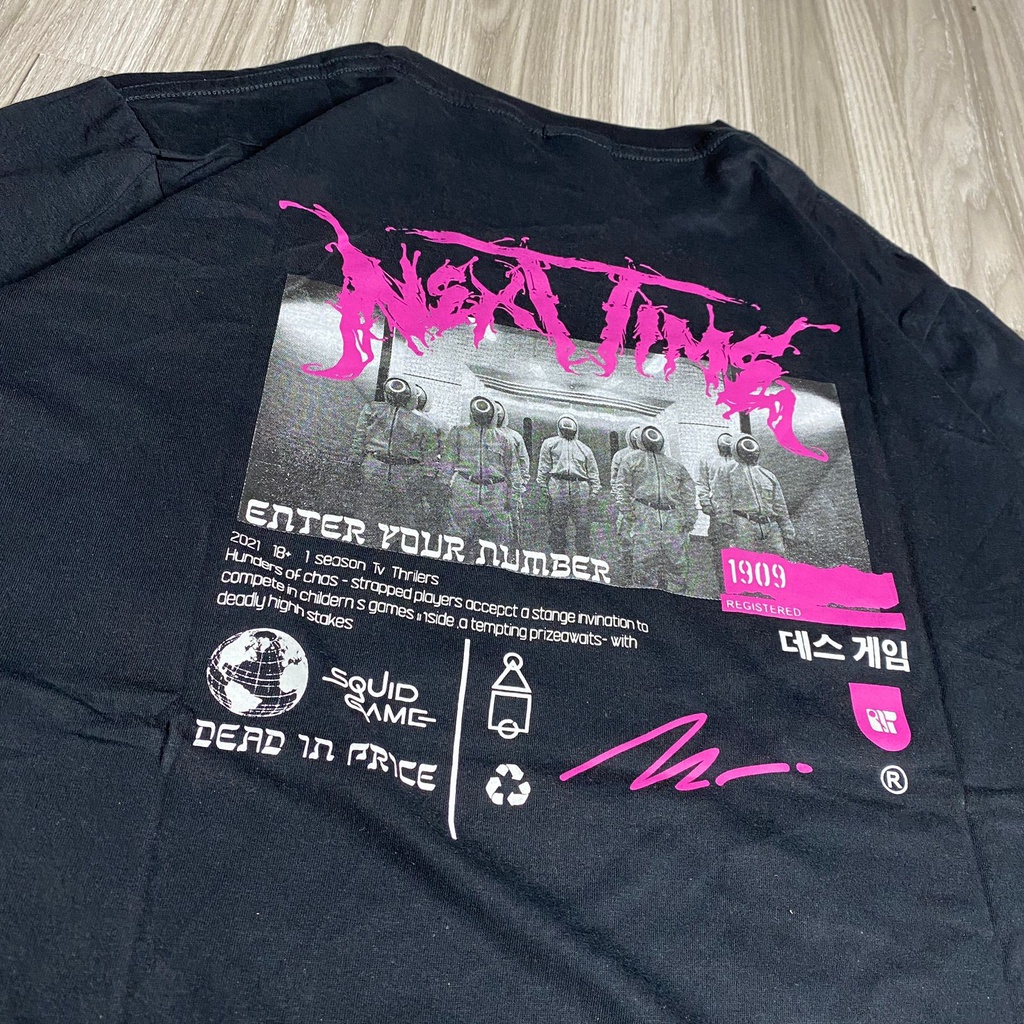 NexT Time
ENTER YOUR NUMBER
2021 18+ 1 season Tv Thrilers
Hunders of chas - strapped players accepct a stange invination to
compete in childern s games inside .a tempting prizeawaits- with
deadly highh stakes
1909
REGISTERED
데스 게임
SQUID
GAME
DEAD IN PRICE
®